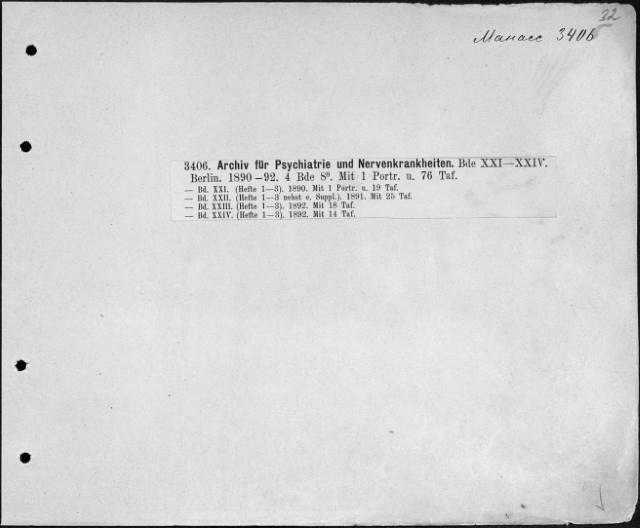 32
Манасс 3406
3406. Archiv für Psychiatrie und Nervenkrankheiten. Bde XXI—XXIV.
Berlin. 1890—92. 4 Bde 8°. Mit 1 Portr. u. 76 Taf.
— Bd. XXI. (Hefte 1—3). 1890. Mit 1 Portr. u. 19 Taf.
— Bd. XXII. (Hefte 1—3 nebst e. Suppl.). 1891. Mit 25 Taf.
— Bd. XXIII. (Hefte 1—3). 1892. Mit 18 Taf.
— Bd. XXIV. (Hefte 1—3). 1892. Mit 14 Taf.